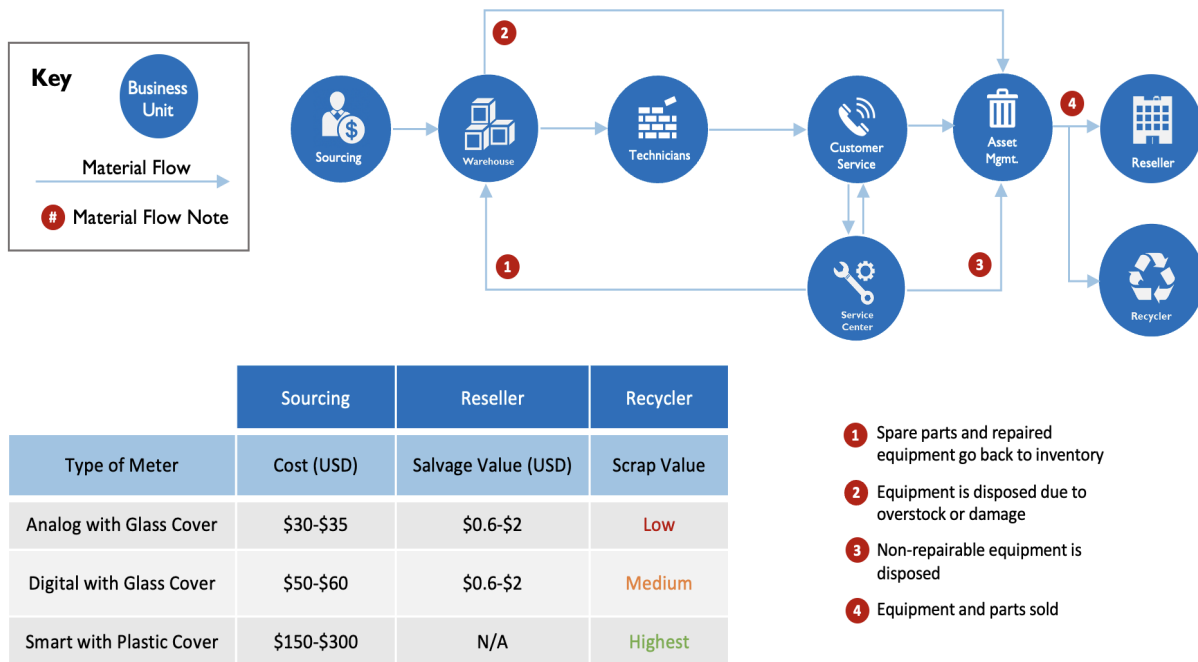 Key
Business
Unit
Material Flow
# Material Flow Note
2
4
1
3
$
Sourcing
Warehouse
Technicians
Customer
Service
Asset
Mgmt.
Reseller
Service
Center
Recycler
Sourcing Reseller Recycler
Type of Meter Cost (USD) Salvage Value (USD) Scrap Value
Analog with Glass Cover $30-$35 $0.6-$2 Low
Digital with Glass Cover $50-$60 $0.6-$2 Medium
Smart with Plastic Cover $150-$300 N/A Highest
1 Spare parts and repaired
equipment go back to inventory
2 Equipment is disposed due to
overstock or damage
3 Non-repairable equipment is
disposed
4 Equipment and parts sold